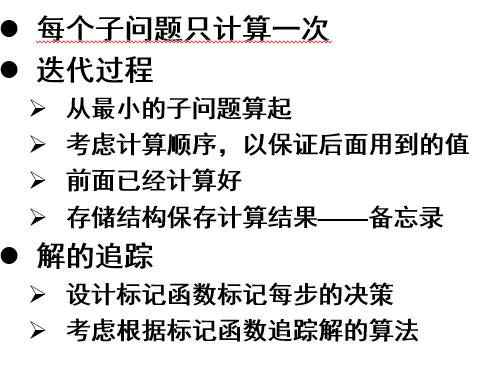 ● 每个子问题只计算一次
● 迭代过程
➢ 从最小的子问题算起
➢ 考虑计算顺序，以保证后面用到的值
➢ 前面已经计算好
➢ 存储结构保存计算结果——备忘录
● 解的追踪
➢ 设计标记函数标记每步的决策
➢ 考虑根据标记函数追踪解的算法